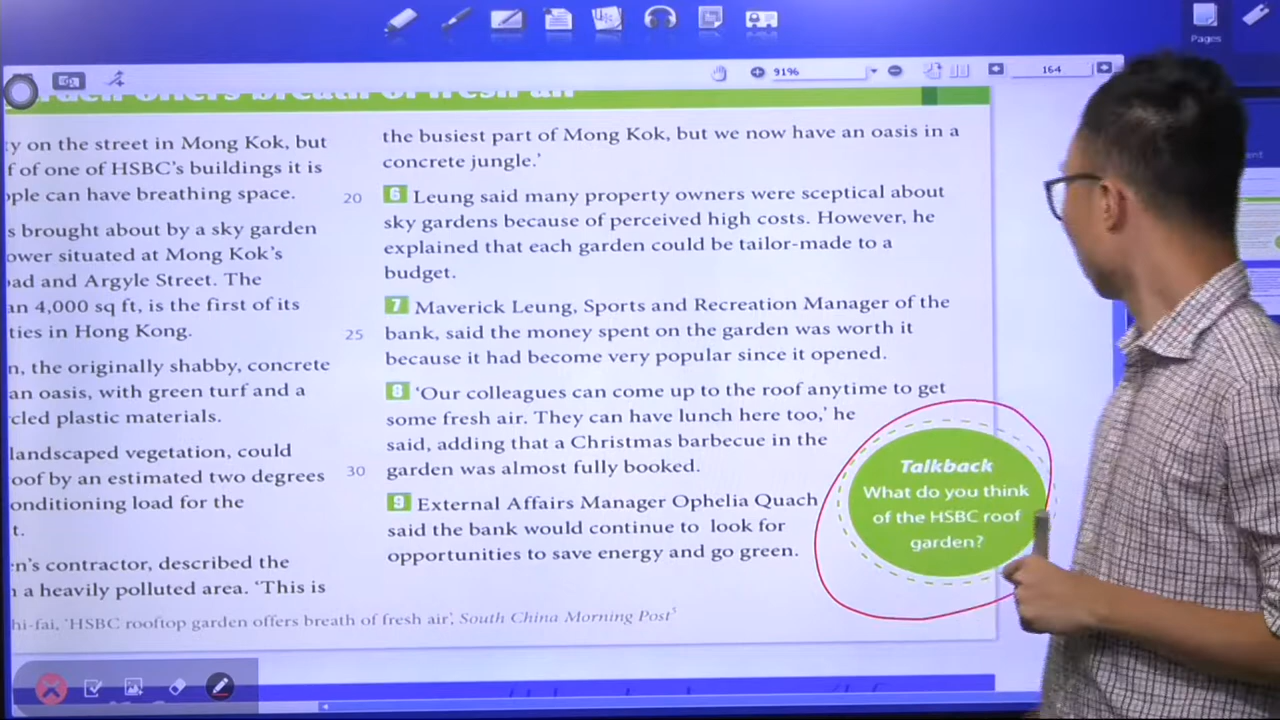 Pages
91%
164
arden offers breath of fresh air
y on the street in Mong Kok, but
f of one of HSBC's buildings it is
ple can have breathing space.
s brought about by a sky garden
ower situated at Mong Kok's
ad and Argyle Street. The
an 4,000 sq ft, is the first of its
ties in Hong Kong.
n, the originally shabby, concrete
an oasis, with green turf and a
cled plastic materials.
landscaped vegetation, could
oof by an estimated two degrees
onditioning load for the
t.
n's contractor, described the
a heavily polluted area. 'This is
the busiest part of Mong Kok, but we now have an oasis in a
concrete jungle.'
20 6 Leung said many property owners were sceptical about
sky gardens because of perceived high costs. However, he
explained that each garden could be tailor-made to a
budget.
7 Maverick Leung, Sports and Recreation Manager of the
25 bank, said the money spent on the garden was worth it
because it had become very popular since it opened.
8 'Our colleagues can come up to the roof anytime to get
some fresh air. They can have lunch here too,' he
said, adding that a Christmas barbecue in the
30 garden was almost fully booked.
9 External Affairs Manager Ophelia Quach
said the bank would continue to look for
opportunities to save energy and go green.
Talkback
What do you think
of the HSBC roof
garden?
hi-fai, 'HSBC rooftop garden offers breath of fresh air', South China Morning Post